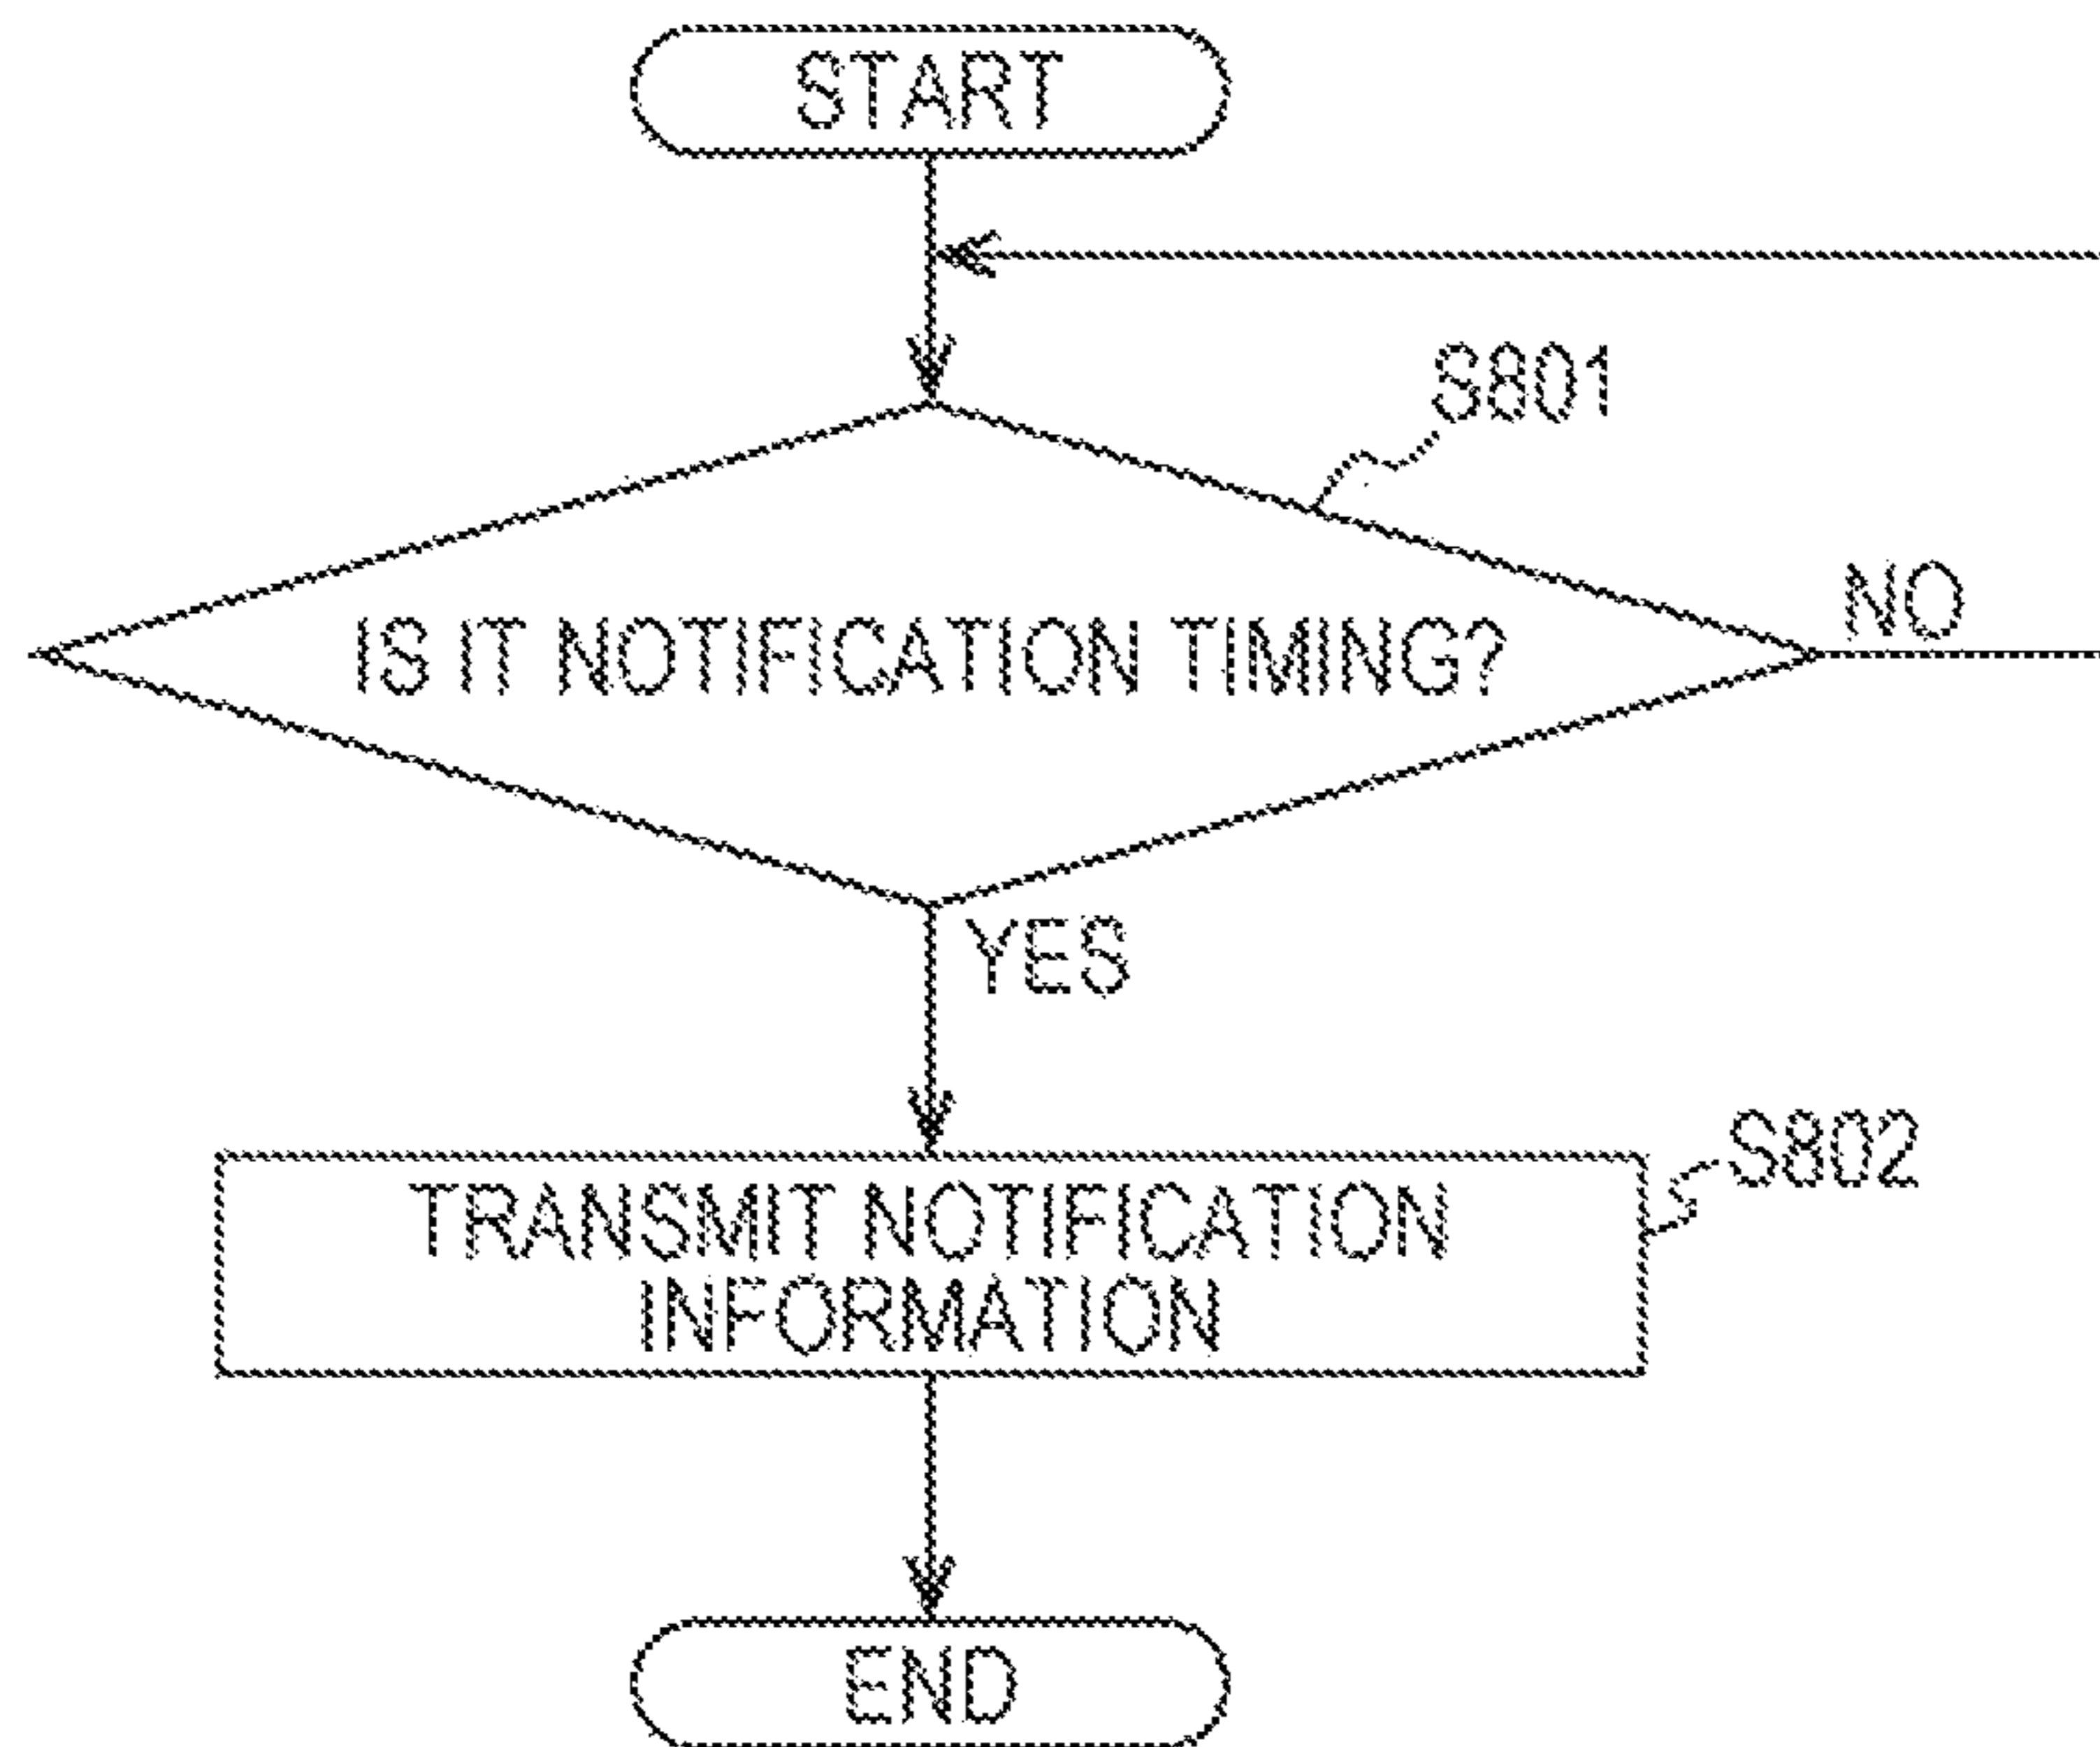 START
S801
IS IT NOTIFICATION TIMING?
NO
YES
S802
TRANSMIT NOTIFICATION
INFORMATION
END